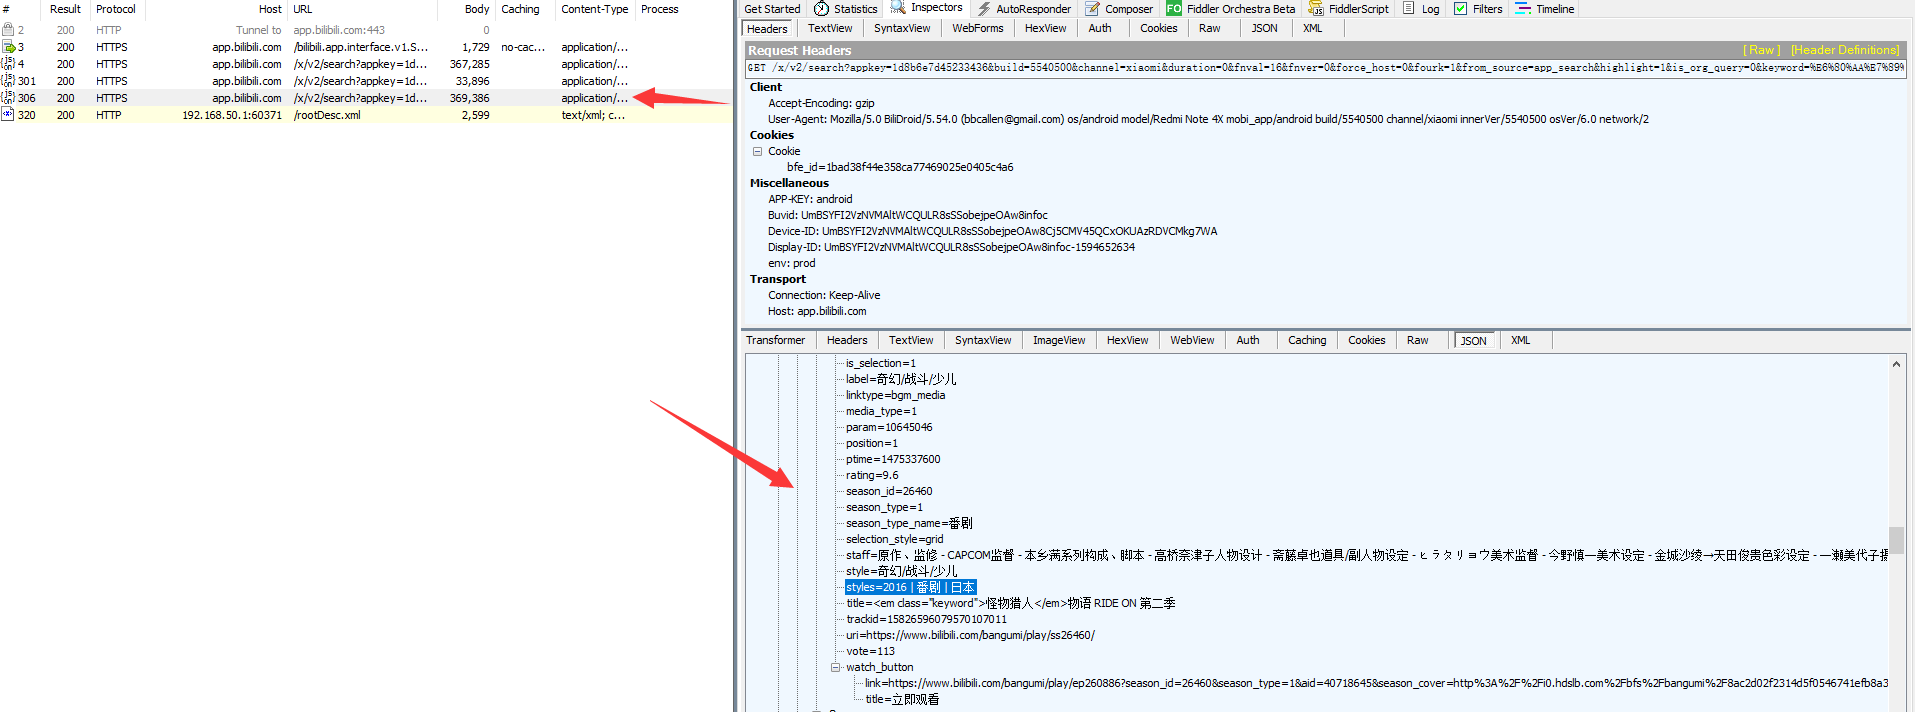 # Result Protocol Host URL Body Caching Content-Type Process
2 200 HTTP Tunnel to app.bilibili.com:443 0
3 200 HTTPS app.bilibili.com /bilibili.app.interface.v1.S... 1,729 no-cac... application/...
4 200 HTTPS app.bilibili.com /x/v2/search?appkey=1d... 367,285 application/...
301 200 HTTPS app.bilibili.com /x/v2/search?appkey=1d... 33,896 application/...
306 200 HTTPS app.bilibili.com /x/v2/search?appkey=1d... 369,386 application/...
320 200 HTTP 192.168.50.1:60371 /rootDesc.xml 2,599 text/xml; c...
Get Started Statistics Inspectors AutoResponder Composer FO Fiddler Orchestra Beta FiddlerScript Log Filters Timeline
Headers TextView SyntaxView WebForms HexView Auth Cookies Raw JSON XML
Request Headers [ Raw ] [Header Definitions]
GET /x/v2/search?appkey=1d8b6e7d45233436&build=5540500&channel=xiaomi&duration=0&fnval=16&fnver=0&force_host=0&fourk=1&from_source=app_search&highlight=1&is_org_query=0&keyword=%E6%80%AA%E7%89%
Client
Accept-Encoding: gzip
User-Agent: Mozilla/5.0 BiliDroid/5.54.0 (bbcallen@gmail.com) os/android model/Redmi Note 4X mobi_app/android build/5540500 channel/xiaomi innerVer/5540500 osVer/6.0 network/2
Cookies
Cookie
bfe_id=1bad38f44e358ca77469025e0405c4a6
Miscellaneous
APP-KEY: android
Buvid: UmBSYFI2VzNVMAltWCQULR8sSSobejpeOAw8infoc
Device-ID: UmBSYFI2VzNVMAltWCQULR8sSSobejpeOAw8Cj5CMV45QCxOKUAzRDVCMkg7WA
Display-ID: UmBSYFI2VzNVMAltWCQULR8sSSobejpeOAw8infoc-1594652634
env: prod
Transport
Connection: Keep-Alive
Host: app.bilibili.com
Transformer Headers TextView SyntaxView ImageView HexView WebView Auth Caching Cookies Raw JSON XML
is_selection=1
label=奇幻/战斗/少儿
linktype=bgm_media
media_type=1
param=10645046
position=1
ptime=1475337600
rating=9.6
season_id=26460
season_type=1
season_type_name=番剧
selection_style=grid
staff=原作、监修 - CAPCOM监督 - 本乡满系列构成、脚本 - 高桥奈津子人物设计 - 斋藤卓也道具/副人物设定 - ヒラタリョウ美术监督 - 今野慎一美术设定 - 金城沙绫→天田俊贵色彩设定 - 一瀬美代子摄
style=奇幻/战斗/少儿
styles=2016 | 番剧 | 日本
title=<em class="keyword">怪物猎人</em>物语 RIDE ON 第二季
trackid=15826596079570107011
uri=https://www.bilibili.com/bangumi/play/ss26460/
vote=113
watch_button
link=https://www.bilibili.com/bangumi/play/ep260886?season_id=26460&season_type=1&aid=40718645&season_cover=http%3A%2F%2Fi0.hdslb.com%2Fbfs%2Fbangumi%2F8ac2d02f2314d5f0546741efb8a3
title=立即观看